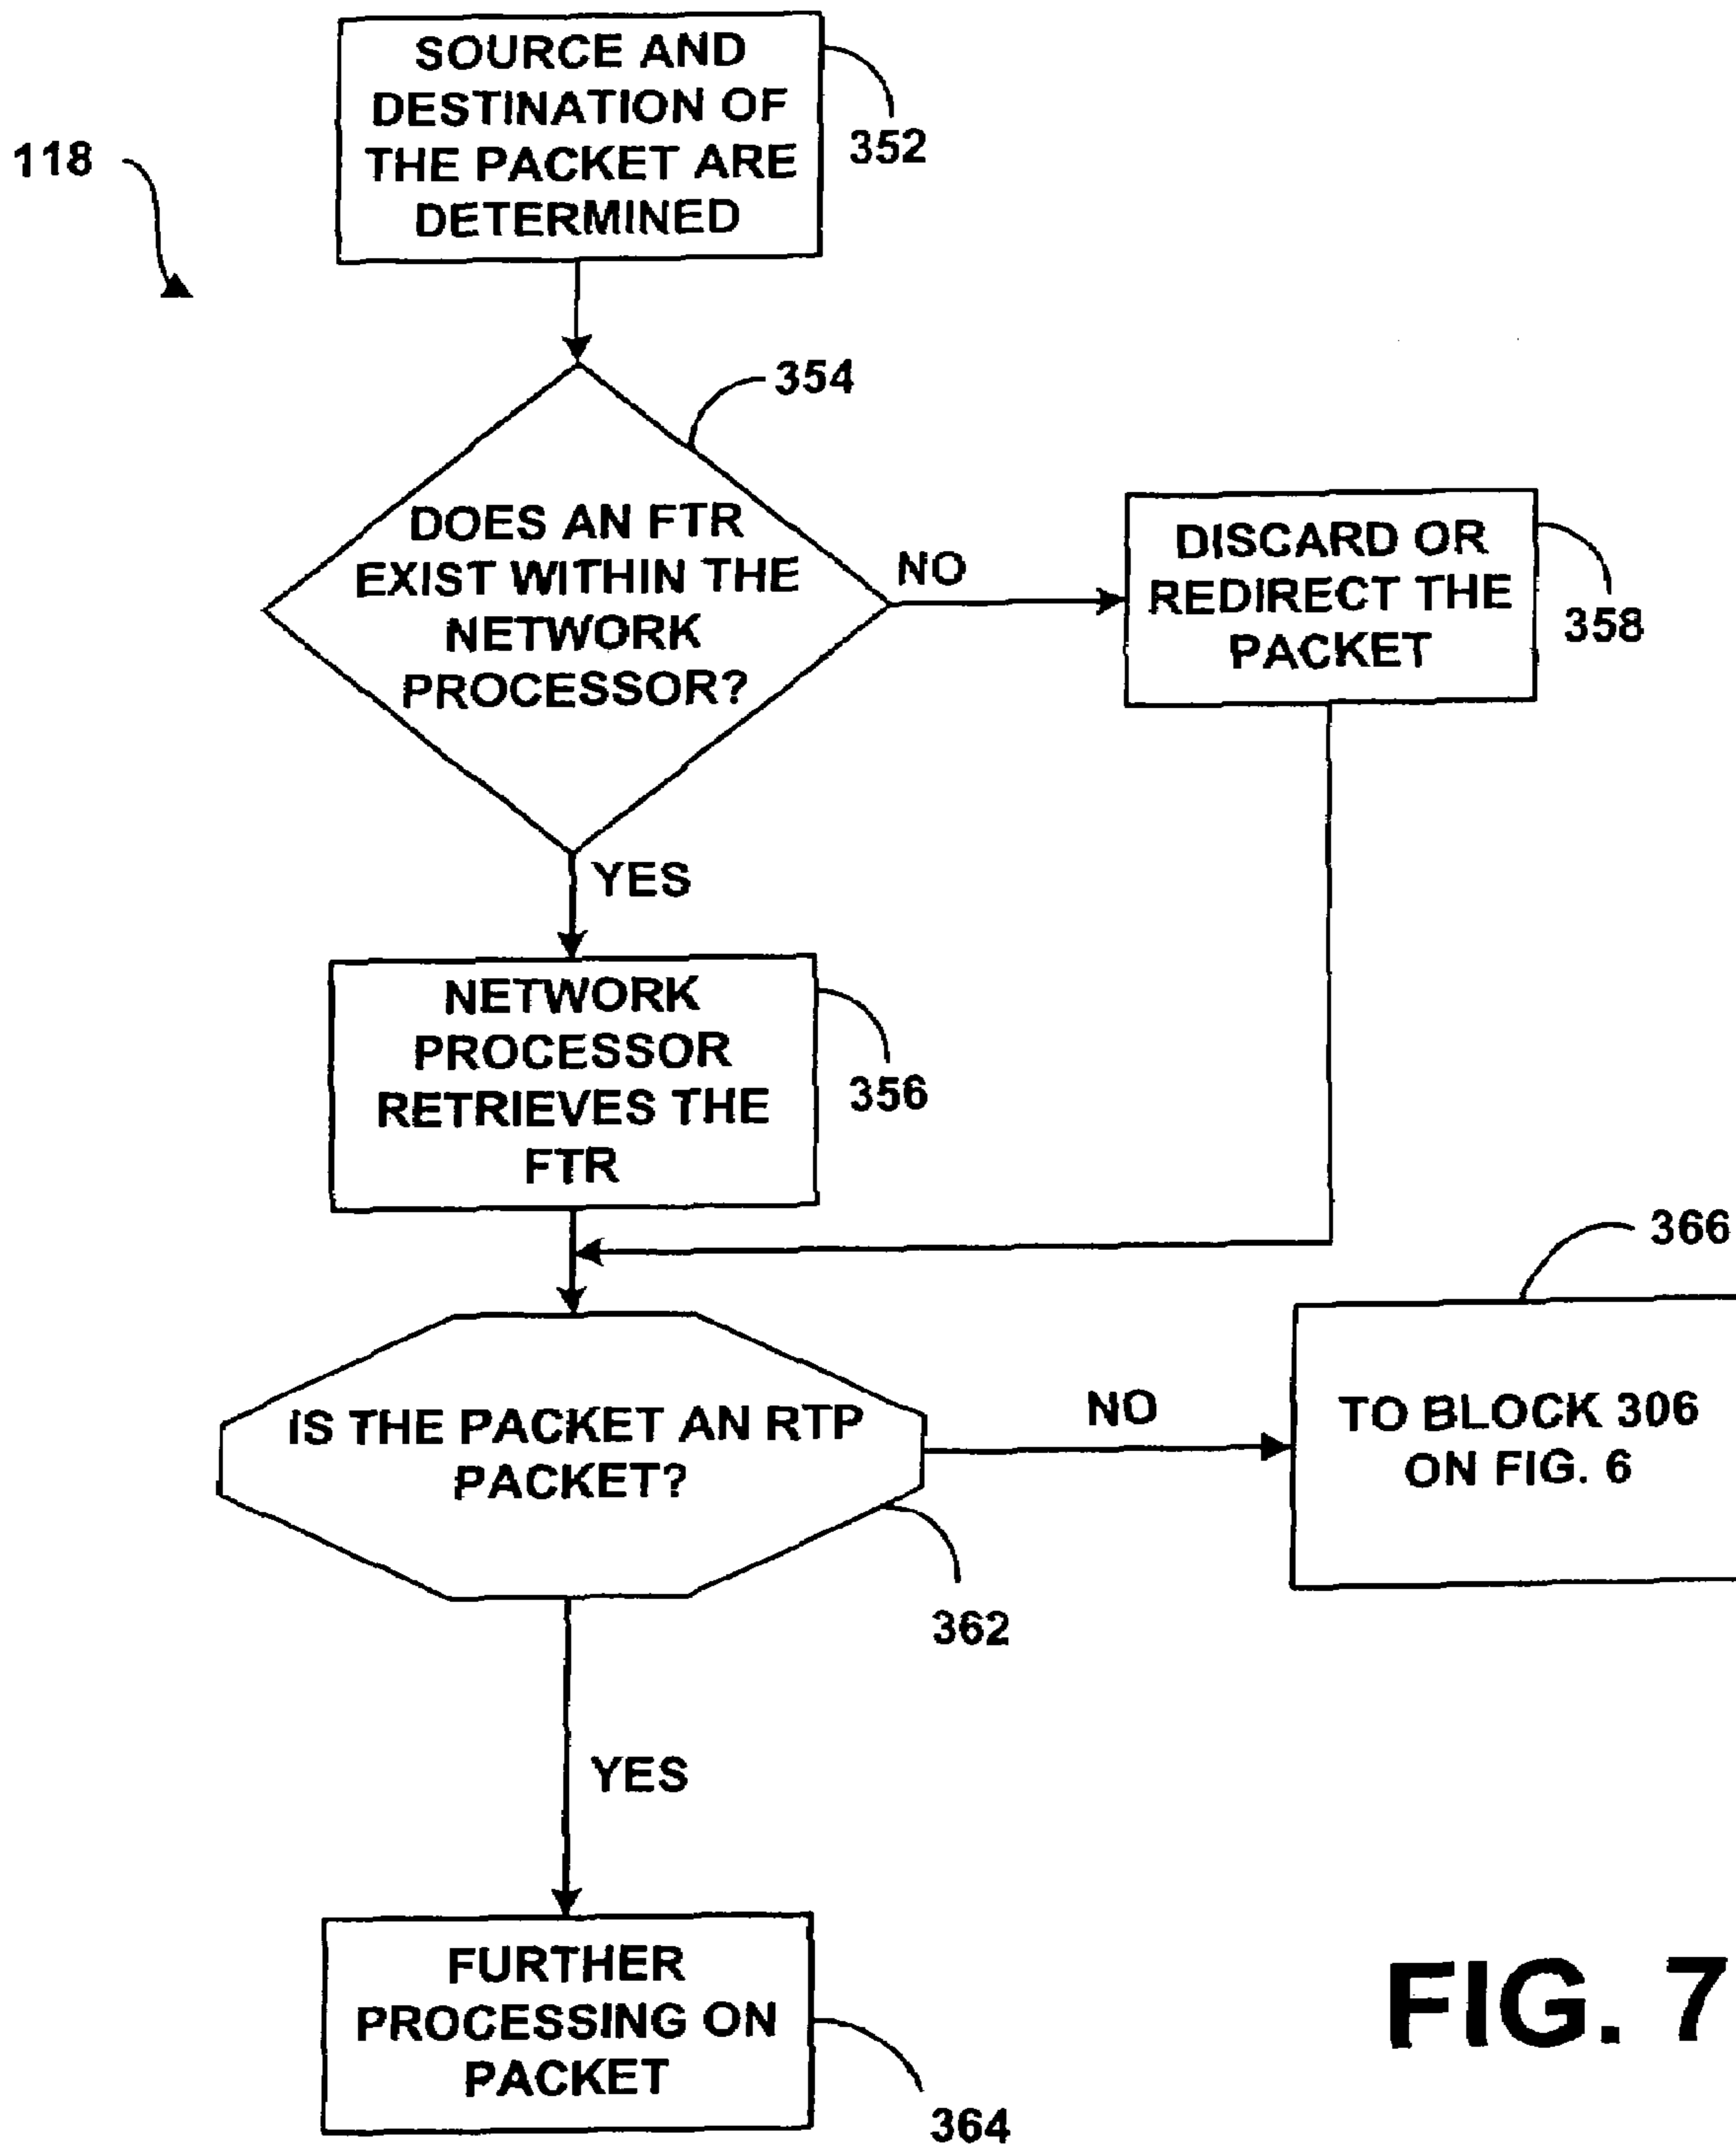 SOURCE AND
DESTINATION OF
THE PACKET ARE
DETERMINED
352
118
354
DOES AN FTR
EXIST WITHIN THE
NETWORK
PROCESSOR?
NO
DISCARD OR
REDIRECT THE
PACKET
358
YES
NETWORK
PROCESSOR
RETRIEVES THE
FTR
356
366
IS THE PACKET AN RTP
PACKET?
NO
TO BLOCK 306
ON FIG. 6
362
YES
FURTHER
PROCESSING ON
PACKET
364
FIG. 7